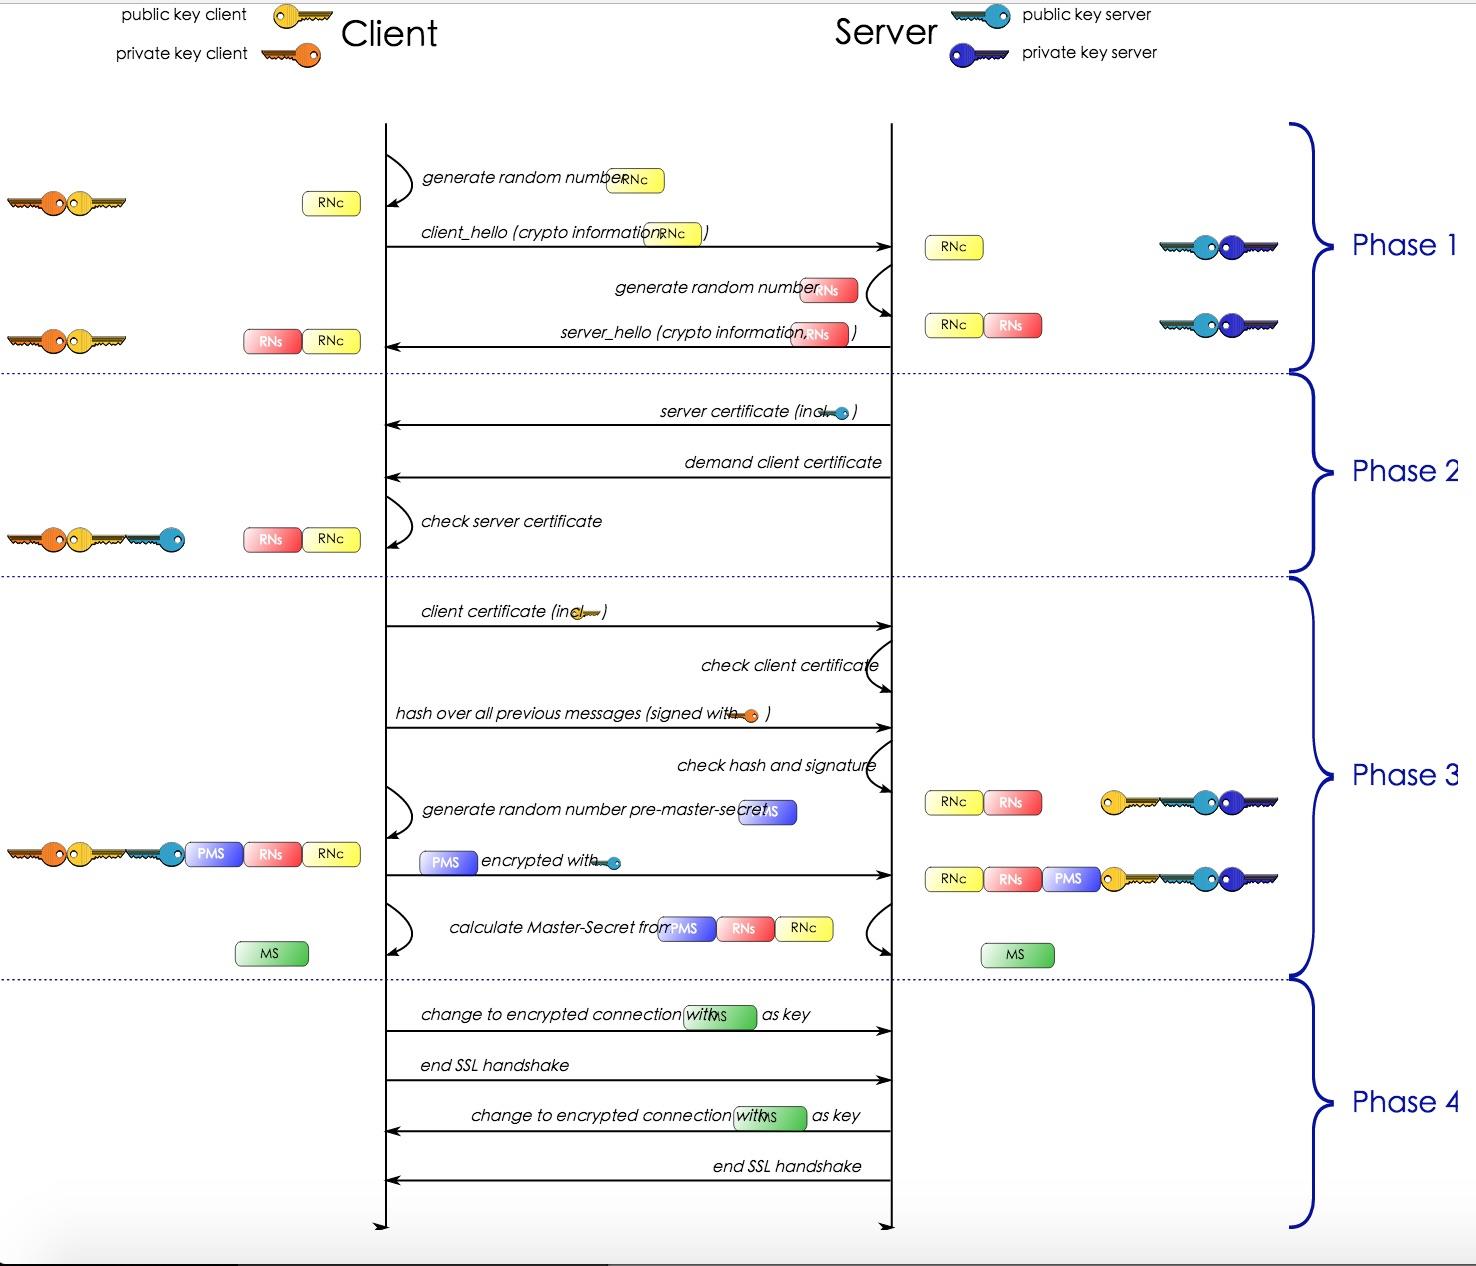 public key client
private key client
Client
Server
public key server
private key server
generate random number RNc
RNc
client_hello (crypto information, RNc )
RNc
Phase 1
generate random number RNs
RNc RNs
server_hello (crypto information, RNs )
RNs RNc
server certificate (incl. )
demand client certificate
Phase 2
check server certificate
RNs RNc
client certificate (incl. )
check client certificate
hash over all previous messages (signed with )
check hash and signature
Phase 3
RNc RNs
generate random number pre-master-secret PMS
PMS RNs RNc
PMS encrypted with
RNc RNs PMS
calculate Master-Secret from PMS RNs RNc
MS
MS
change to encrypted connection with MS as key
end SSL handshake
Phase 4
change to encrypted connection with MS as key
end SSL handshake